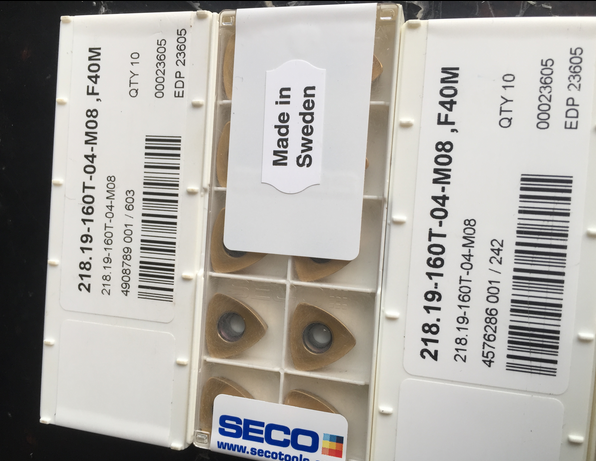 218.19-160T-04-M08 ,F40M
218.19-160T-04-M08
4908789 001 / 603
QTY 10
00023605
EDP 23605
Made in
Sweden
SECO
www.secotools.
218.19-160T-04-M08 ,F40M
218.19-160T-04-M08
4576286 001 / 242
QTY 10
00023605
EDP 23605